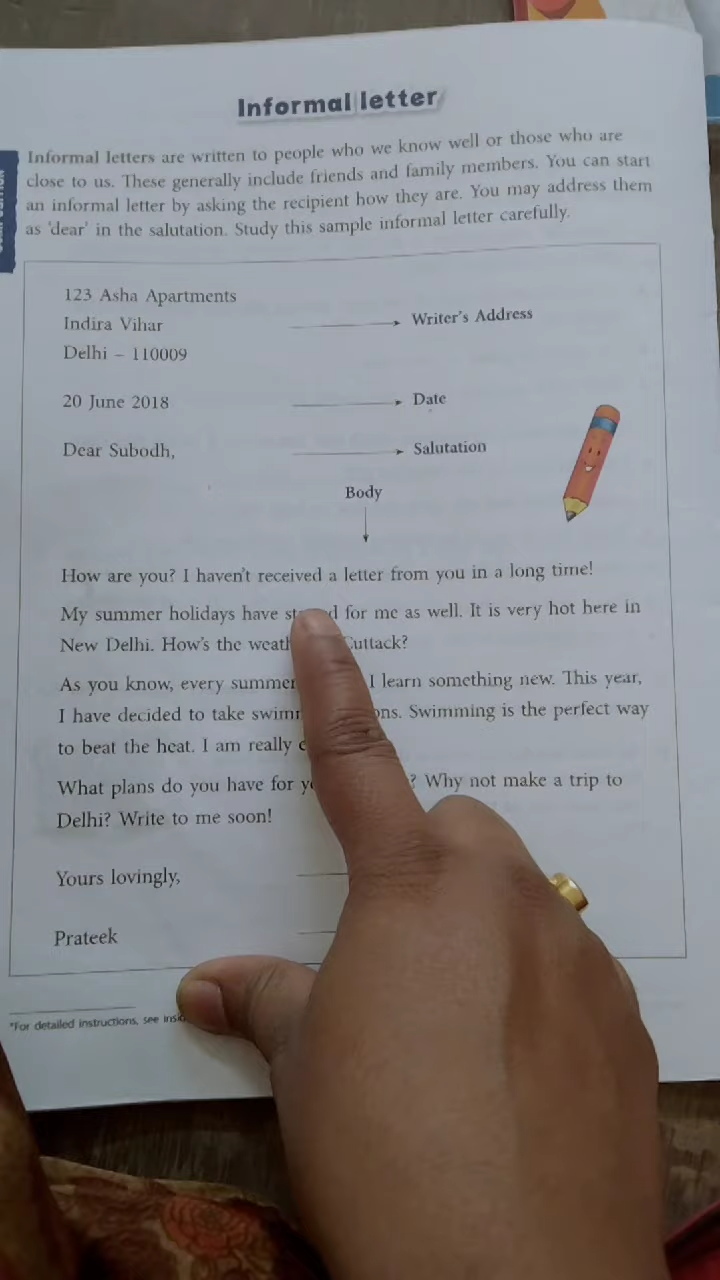 Informal letter
Informal letters are written to people who we know well or those who are
close to us. These generally include friends and family members. You can start
an informal letter by asking the recipient how they are. You may address them
as 'dear' in the salutation. Study this sample informal letter carefully.
123 Asha Apartments
Indira Vihar
Delhi – 110009
Writer's Address
20 June 2018
Date
Dear Subodh,
Salutation
Body
How are you? I haven't received a letter from you in a long time!
My summer holidays have for me as well. It is very hot here in
New Delhi. How's the Cuttack?
As you know, every summer I learn something new. This year,
I have decided to take Swimming is the perfect way
to beat the heat. I am really
What plans do you have for ? Why not make a trip to
Delhi? Write to me soon!
Yours lovingly,
Prateek
*For detailed instructions, see